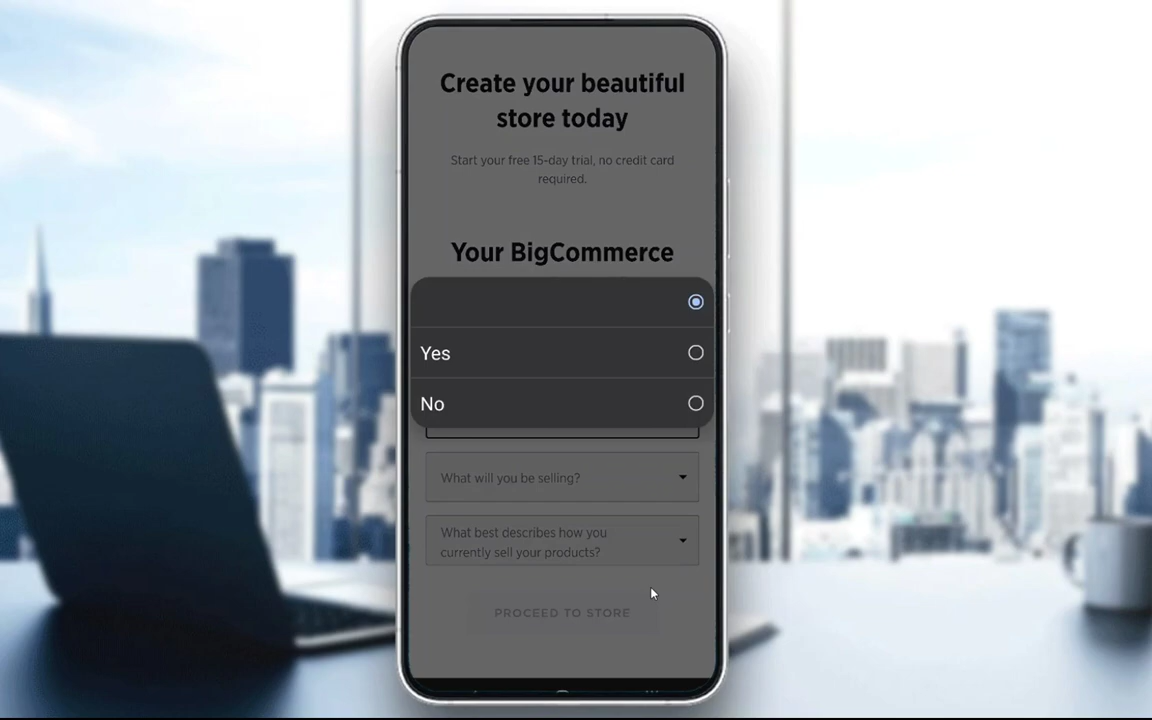 Create your beautiful
store today
Start your free 15-day trial, no credit card
required.
Your BigCommerce
Yes
No
What will you be selling?
What best describes how you
currently sell your products?
PROCEED TO STORE